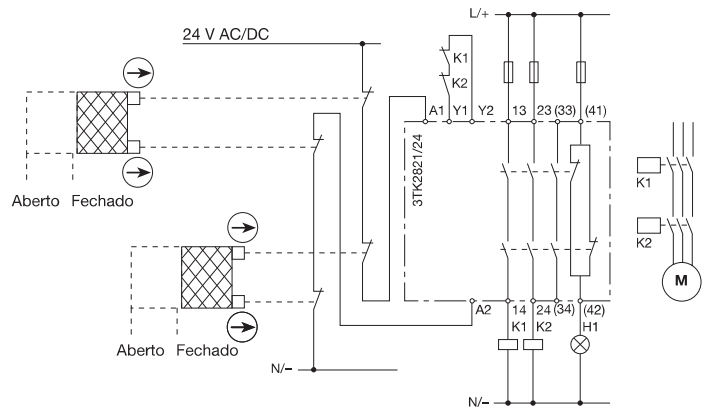 L/+
24 V AC/DC
K1
K2
A1 Y1 Y2 13 23 (33) (41)
3TK2821/24
Aberto Fechado
K1
K2
M
A2 14 24 (34) (42)
K1 K2 H1
Aberto Fechado
N/–
N/–